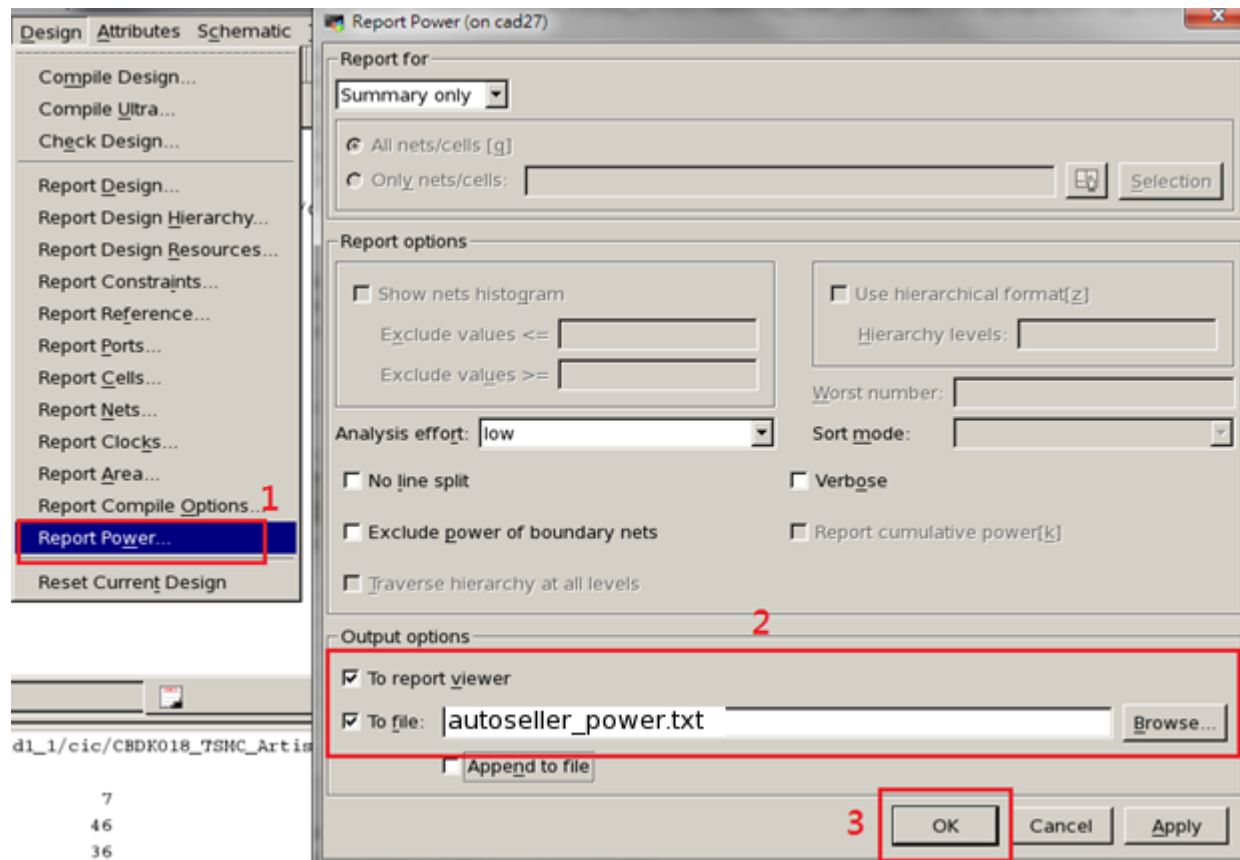 Design Attributes Schematic
Compile Design...
Compile Ultra...
Check Design...
Report Design...
Report Design Hierarchy...
Report Design Resources...
Report Constraints...
Report Reference...
Report Ports...
Report Cells...
Report Nets...
Report Clocks...
Report Area...
Report Compile Options...
1
Report Power...
Reset Current Design
d1_1/cic/CBDK018_TSMC_Artis
7
46
36
Report Power (on cad27)
Report for
Summary only
All nets/cells [g]
Only nets/cells:
Selection
Report options
Show nets histogram
Exclude values <=
Exclude values >=
Use hierarchical format[z]
Hierarchy levels:
Worst number:
Analysis effort: low
Sort mode:
No line split
Verbose
Exclude power of boundary nets
Report cumulative power[k]
Traverse hierarchy at all levels
2
Output options
To report viewer
To file: autoseller_power.txt Browse...
Append to file
3
OK Cancel Apply